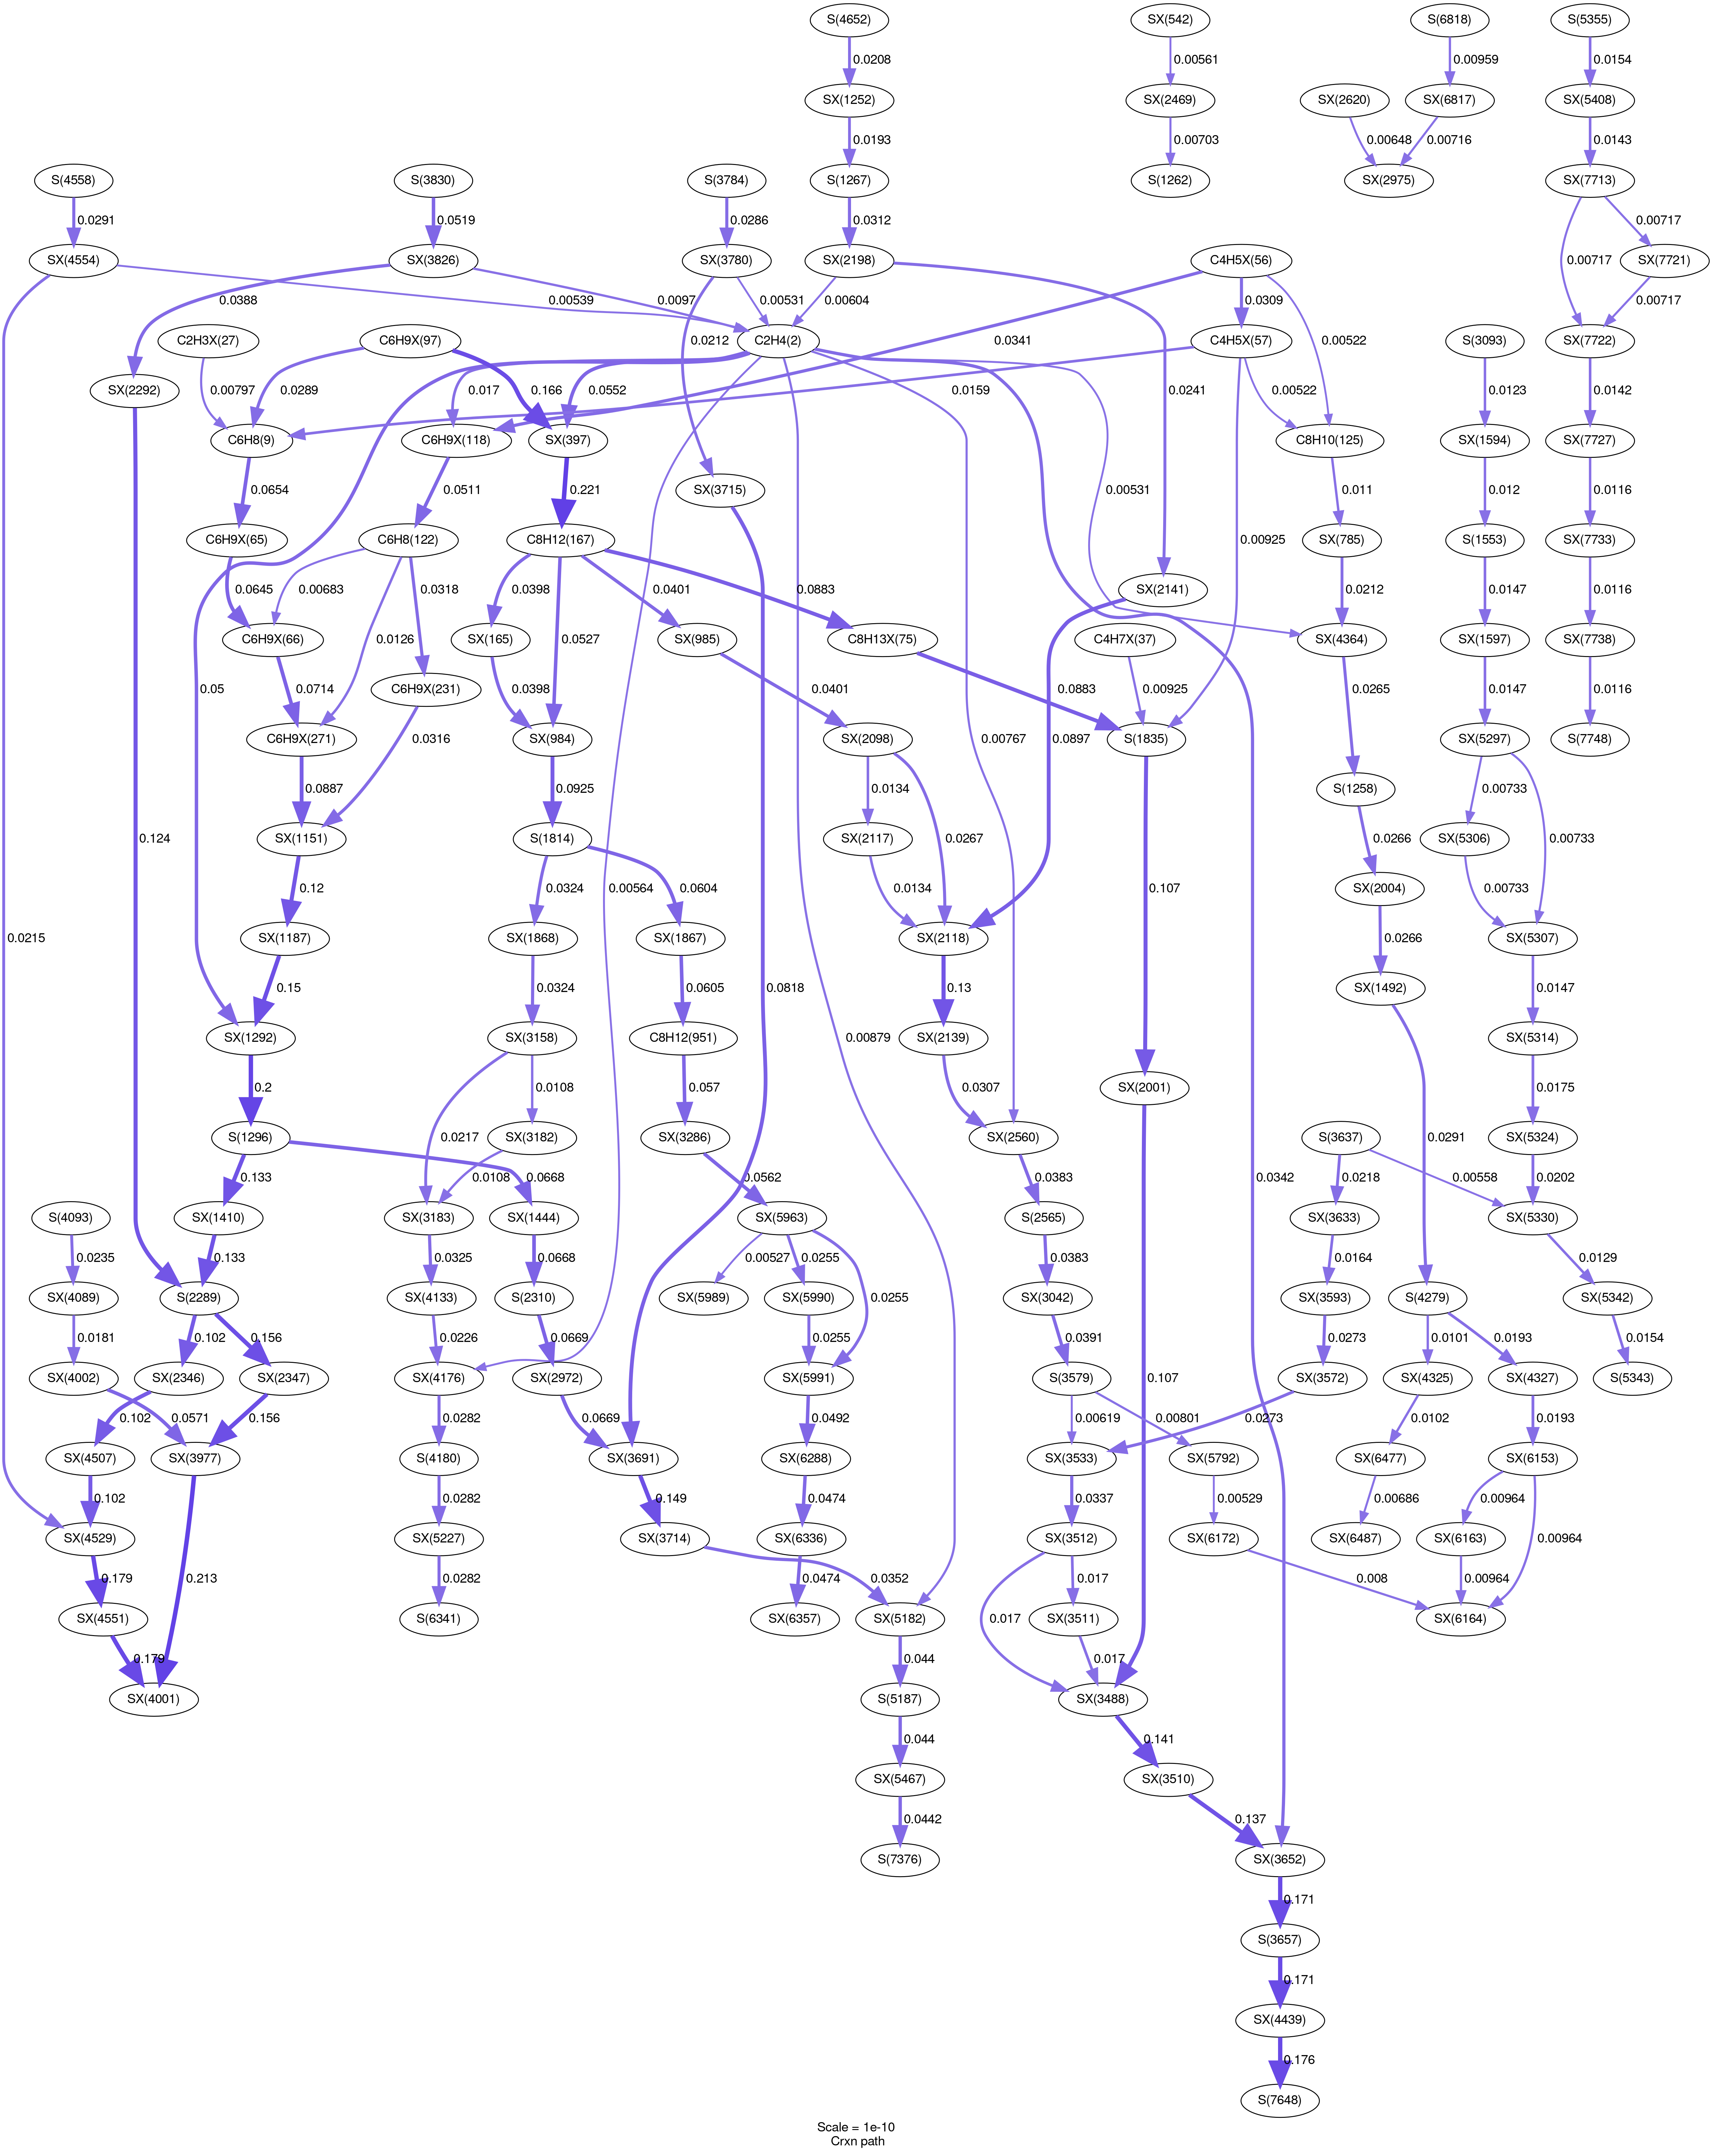 S(4652)
SX(542)
S(6818)
S(5355)
0.0208
0.00561
0.00959
0.0154
SX(1252)
SX(2469)
SX(2620)
SX(6817)
SX(5408)
0.0193
0.00703
0.00648
0.00716
0.0143
S(4558)
S(3830)
S(3784)
S(1267)
S(1262)
SX(2975)
SX(7713)
0.0291
0.0519
0.0286
0.0312
0.00717
SX(4554)
SX(3826)
SX(3780)
SX(2198)
C4H5X(56)
SX(7721)
0.00717
0.0388
0.00539
0.0097
0.00531
0.00604
0.0309
0.00717
C2H3X(27)
C6H9X(97)
0.0212
C2H4(2)
0.0341
0.00522
C4H5X(57)
S(3093)
SX(7722)
SX(2292)
0.00797
0.0289
0.166
0.017
0.0552
0.0159
0.0241
0.00522
0.0123
0.0142
C6H8(9)
C6H9X(118)
SX(397)
C8H10(125)
SX(1594)
SX(7727)
0.0654
0.0511
0.221
SX(3715)
0.00531
0.011
0.012
0.0116
C6H9X(65)
C6H8(122)
C8H12(167)
0.00925
SX(785)
S(1553)
SX(7733)
0.0645
0.00683
0.0318
0.0398
0.0401
0.0401
0.0883
SX(2141)
0.0212
0.0147
0.0116
C6H9X(66)
0.0126
SX(165)
0.0527
SX(985)
C8H13X(75)
C4H7X(37)
SX(4364)
SX(1597)
SX(7738)
0.05
0.0714
C6H9X(231)
0.0398
0.0401
0.00767
0.0883
0.00925
0.0265
0.0147
0.0116
C6H9X(271)
SX(984)
SX(2098)
0.0897
S(1835)
SX(5297)
S(7748)
0.0887
0.0316
0.0925
0.0134
S(1258)
0.00733
0.00733
0.124
SX(1151)
S(1814)
SX(2117)
0.0267
0.0266
SX(5306)
0.12
0.0324
0.0604
0.0134
0.107
SX(2004)
0.00733
0.0215
SX(1187)
SX(1868)
0.00564
SX(1867)
SX(2118)
0.0266
SX(5307)
0.15
0.0324
0.0605
0.0818
0.13
SX(1492)
0.0147
SX(1292)
SX(3158)
C8H12(951)
0.00879
SX(2139)
SX(5314)
0.2
0.0108
0.057
0.0307
SX(2001)
0.0175
S(1296)
0.0217
SX(3182)
SX(3286)
SX(2560)
0.0291
S(3637)
SX(5324)
0.133
0.0668
0.0108
0.0562
0.0383
0.0342
0.0218
0.00558
0.0202
S(4093)
SX(1410)
SX(3183)
SX(1444)
SX(5963)
S(2565)
SX(3633)
SX(5330)
0.0235
0.133
0.0325
0.0668
0.00527
0.0255
0.0383
0.0164
0.0129
SX(4089)
S(2289)
SX(4133)
S(2310)
SX(5989)
SX(5990)
0.0255
SX(3042)
SX(3593)
S(4279)
SX(5342)
0.0181
0.102
0.156
0.0226
0.0669
0.0255
0.0391
0.107
0.0273
0.0101
0.0193
0.0154
SX(4002)
SX(2346)
SX(2347)
SX(4176)
SX(2972)
SX(5991)
S(3579)
SX(3572)
SX(4325)
SX(4327)
S(5343)
0.102
0.0571
0.156
0.0282
0.0669
0.0492
0.00619
0.00801
0.0273
0.0102
0.0193
SX(4507)
SX(3977)
S(4180)
SX(3691)
SX(6288)
SX(3533)
SX(5792)
SX(6477)
SX(6153)
0.102
0.0282
0.149
0.0474
0.0337
0.00529
0.00686
0.00964
SX(4529)
SX(5227)
SX(3714)
SX(6336)
SX(3512)
SX(6172)
SX(6487)
SX(6163)
0.00964
0.179
0.213
0.0282
0.0352
0.0474
0.017
0.017
0.008
0.00964
SX(4551)
S(6341)
SX(6357)
SX(5182)
SX(3511)
SX(6164)
0.179
0.044
0.017
SX(4001)
S(5187)
SX(3488)
0.044
0.141
SX(5467)
SX(3510)
0.0442
0.137
S(7376)
SX(3652)
0.171
S(3657)
0.171
SX(4439)
0.176
S(7648)
Scale = 1e-10
Crxn path